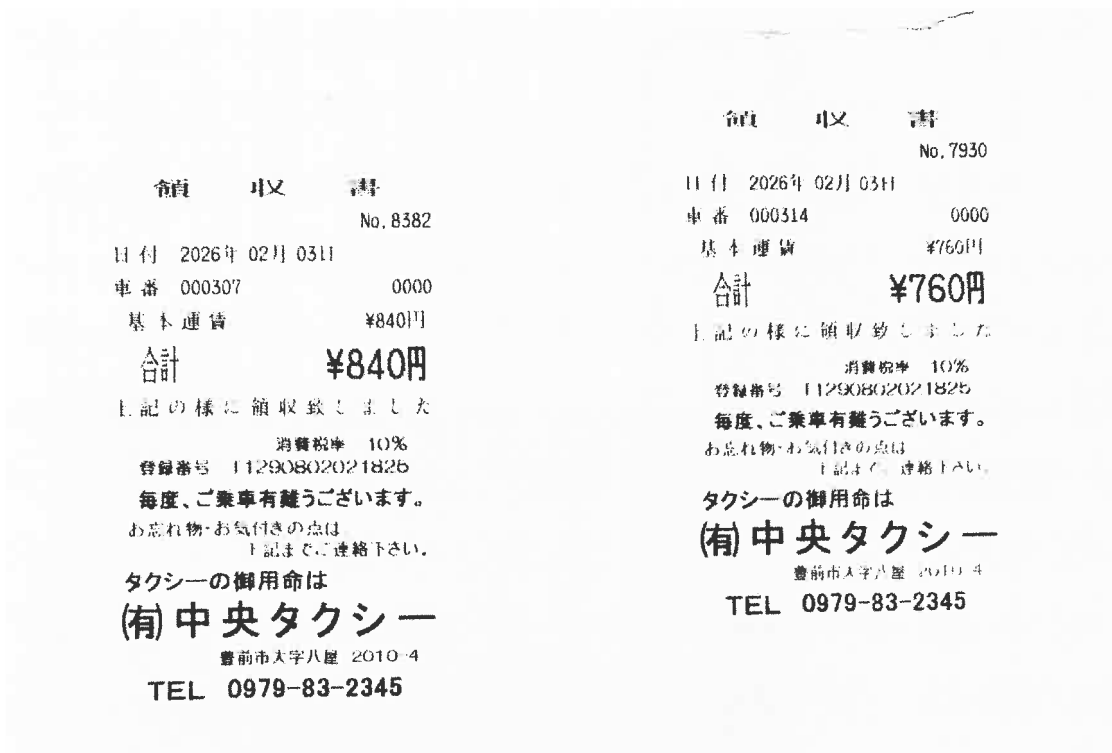 領 収 書
No. 8382
日付 2026年 02月 03日
車番 000307 0000
基本運賃 ¥840円
合計 ¥840円
上記の様に領収致しました
消費税率 10%
登録番号 T1290802021825
毎度、ご乗車有難うございます。
お忘れ物・お気付きの点は
上記までご連絡下さい。
タクシーの御用命は
(有)中央タクシー
豊前市大字八屋 2010-4
TEL 0979-83-2345
領 収 書
No. 7930
日付 2026年 02月 03日
車番 000314 0000
基本運賃 ¥760円
合計 ¥760円
上記の様に領収致しました
消費税率 10%
登録番号 T1290802021825
毎度、ご乗車有難うございます。
お忘れ物・お気付きの点は
上記までご連絡下さい。
タクシーの御用命は
(有)中央タクシー
豊前市大字八屋 2010-4
TEL 0979-83-2345